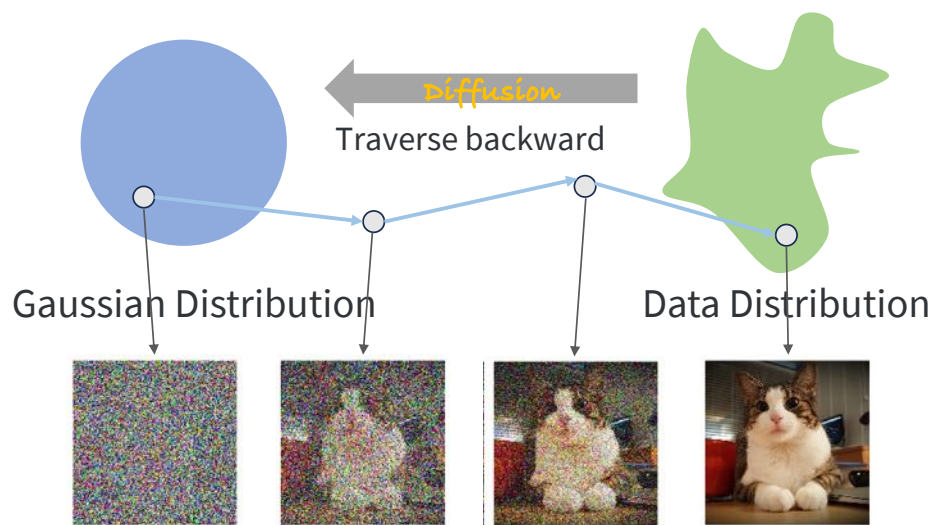 Diffusion
Traverse backward
Gaussian Distribution
Data Distribution